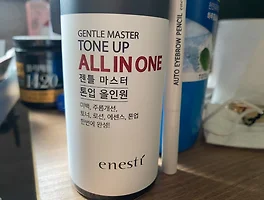 GENTLE MASTER
TONE UP
ALL IN ONE
젠틀 마스터
톤업 올인원
미백, 주름개선,
토너, 로션, 에센스, 톤업
한번에 완성!
enesti
AUTO EYEBROW PENCIL
1420